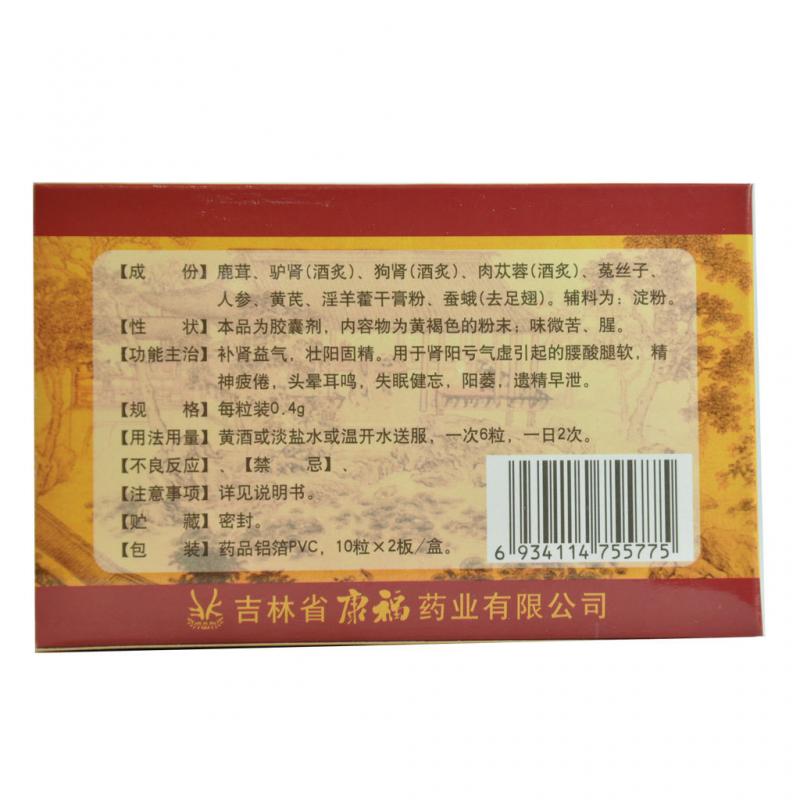 【成　份】鹿茸、驴肾(酒炙)、狗肾(酒炙)、肉苁蓉(酒炙)、菟丝子、
人参、黄芪、淫羊藿干膏粉、蚕蛾(去足翅)。辅料为：淀粉。
【性　状】本品为胶囊剂，内容物为黄褐色的粉末；味微苦、腥。
【功能主治】补肾益气，壮阳固精。用于肾阳亏气虚引起的腰酸腿软，精
神疲倦，头晕耳鸣，失眠健忘，阳萎，遗精早泄。
【规　格】每粒装0.4g
【用法用量】黄酒或淡盐水或温开水送服，一次6粒，一日2次。
【不良反应】、【禁　忌】、
【注意事项】详见说明书。
【贮　藏】密封。
【包　装】药品铝箔PVC，10粒×2板/盒。
6 934114 755775
吉林省康福药业有限公司